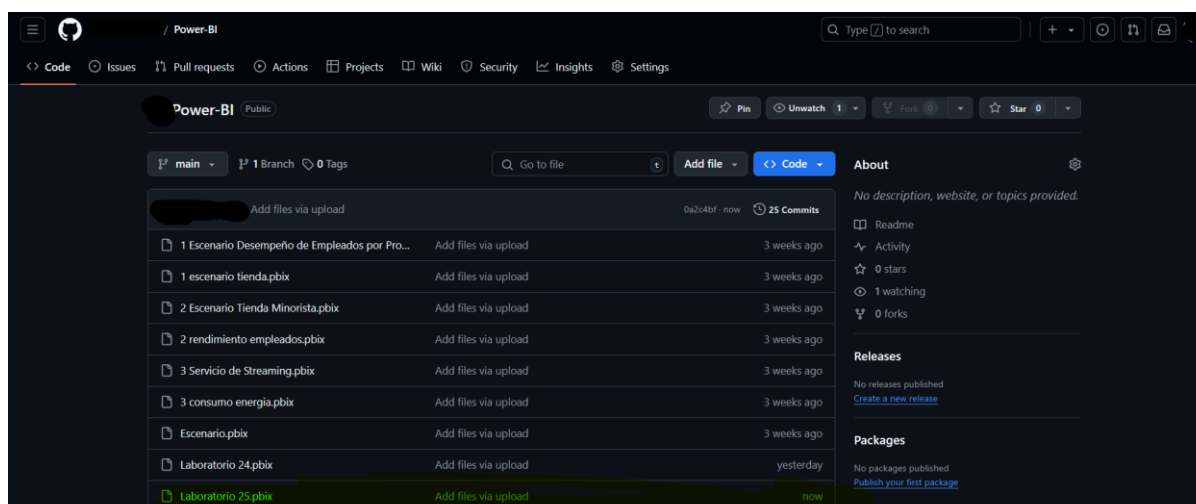 / Power-BI
Type / to search
<> Code Issues Pull requests Actions Projects Wiki Security Insights Settings
Power-BI Public
Pin Unwatch 1 Fork 0 Star 0
main 1 Branch 0 Tags Go to file t Add file <> Code
About
No description, website, or topics provided.
Add files via upload 0a2c4bf · now 25 Commits
1 Escenario Desempeño de Empleados por Pro... Add files via upload 3 weeks ago
1 escenario tienda.pbix Add files via upload 3 weeks ago
2 Escenario Tienda Minorista.pbix Add files via upload 3 weeks ago
2 rendimiento empleados.pbix Add files via upload 3 weeks ago
3 Servicio de Streaming.pbix Add files via upload 3 weeks ago
3 consumo energia.pbix Add files via upload 3 weeks ago
Escenario.pbix Add files via upload 3 weeks ago
Laboratorio 24.pbix Add files via upload yesterday
Laboratorio 25.pbix Add files via upload now
Readme
Activity
0 stars
1 watching
0 forks
Releases
No releases published
Create a new release
Packages
No packages published
Publish your first package